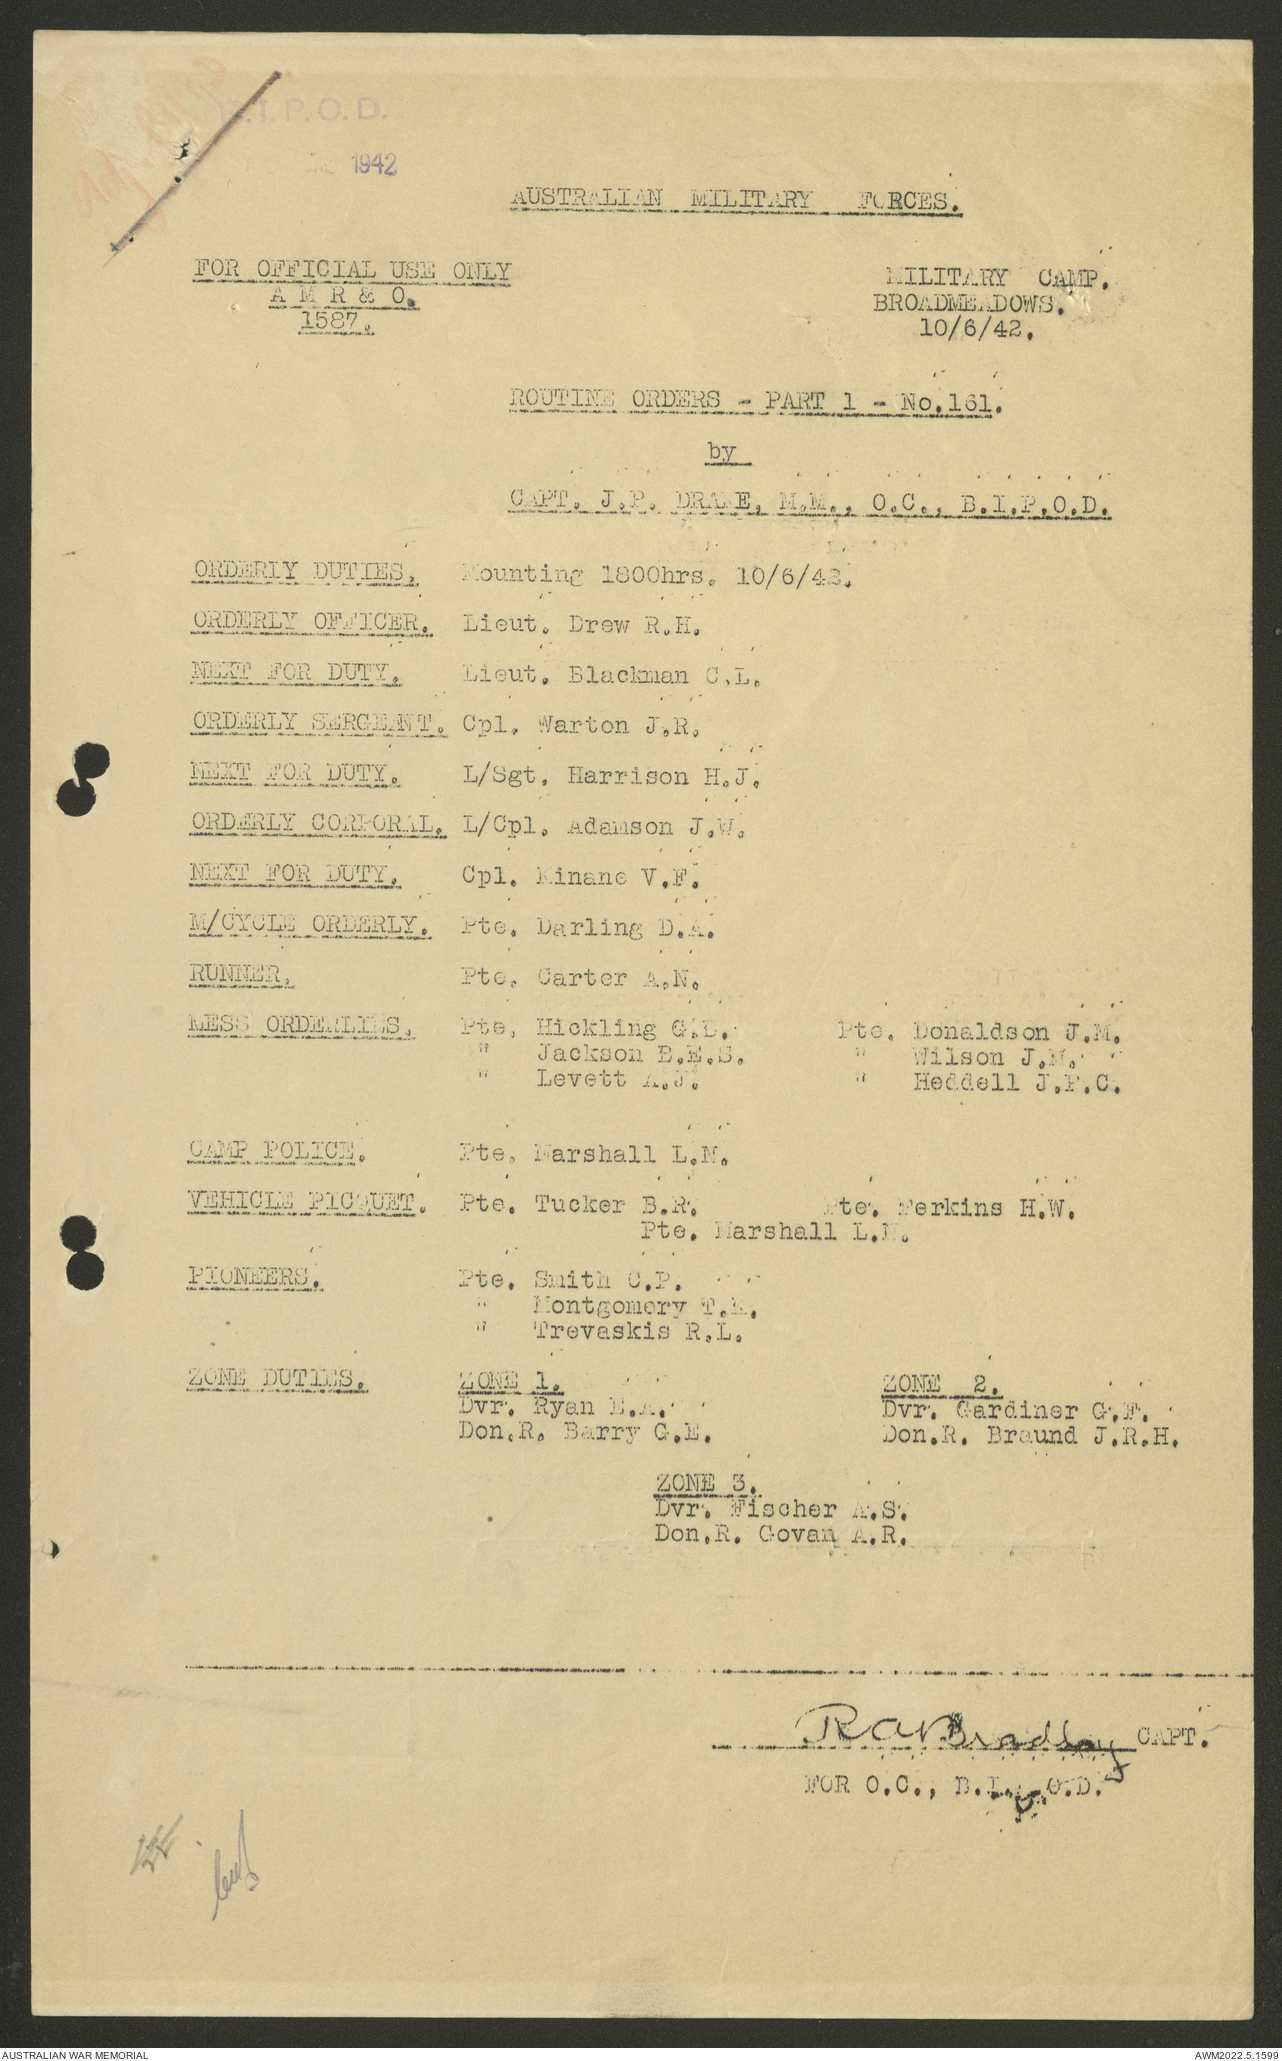 B.I.P.O.D.
1942
AUSTRALIAN MILITARY FORCES.
FOR OFFICIAL USE ONLY
A M R & O.
1587.
MILITARY CAMP.
BROADMEADOWS.
10/6/42.
ROUTINE ORDERS - PART 1 - No.161.
by
CAPT. J.P. DRAKE, M.M., O.C., B.I.P.O.D.
ORDERLY DUTIES. Mounting 1800hrs. 10/6/42.
ORDERLY OFFICER. Lieut. Drew R.H.
NEXT FOR DUTY. Lieut. Blackman C.L.
ORDERLY SERGEANT. Cpl. Warton J.R.
NEXT FOR DUTY. L/Sgt. Harrison H.J.
ORDERLY CORPORAL. L/Cpl. Adamson J.W.
NEXT FOR DUTY. Cpl. Kinane V.F.
M/CYCLE ORDERLY. Pte. Darling D.A.
RUNNER. Pte. Carter A.N.
MESS ORDERLIES. Pte. Hickling G.D. Pte. Donaldson J.M.
" Jackson B.E.S. " Wilson J.M.
" Levett A.J. " Heddell J.P.C.
CAMP POLICE. Pte. Marshall L.N.
VEHICLE PICQUET. Pte. Tucker B.R. Pte. Perkins H.W.
Pte. Marshall L.N.
PIONEERS. Pte. Smith C.P.
" Montgomery T.E.
" Trevaskis R.L.
ZONE DUTIES. ZONE 1. ZONE 2.
Dvr. Ryan E.A. Dvr. Gardiner G.F.
Don.R. Barry G.E. Don.R. Braund J.R.H.
ZONE 3.
Dvr. Fischer A.S.
Don.R. Govan A.R.
Bradley CAPT.
FOR O.C., B.I.P.O.D.
AUSTRALIAN WAR MEMORIAL
AWM2022.5.1599